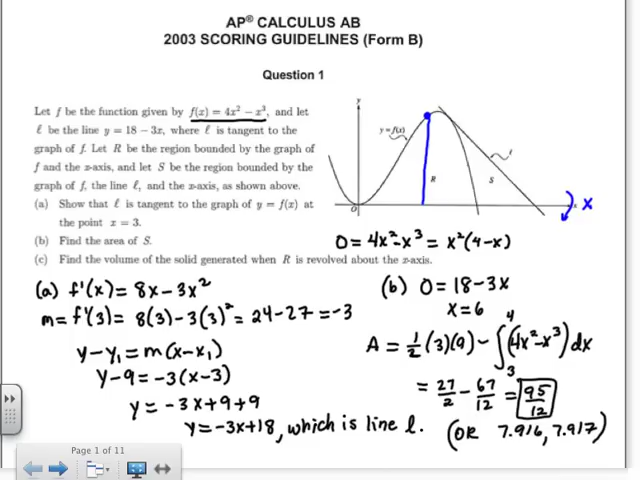 AP® CALCULUS AB
2003 SCORING GUIDELINES (Form B)
Question 1
Let f be the function given by f(x) = 4x² − x³, and let
ℓ be the line y = 18 − 3x, where ℓ is tangent to the
graph of f. Let R be the region bounded by the graph of
f and the x-axis, and let S be the region bounded by the
graph of f, the line ℓ, and the x-axis, as shown above.
(a) Show that ℓ is tangent to the graph of y = f(x) at
the point x = 3.
(b) Find the area of S.
(c) Find the volume of the solid generated when R is revolved about the x-axis.
y
y = f(x)
ℓ
R
S
O
x
X
0 = 4x² − x³ = x²(4−x)
(a) f'(x) = 8x − 3x²
m = f'(3) = 8(3) − 3(3)² = 24 − 27 = −3
y − y₁ = m(x − x₁)
y − 9 = −3(x − 3)
y = −3x + 9 + 9
y = −3x + 18, which is line ℓ.
(b) 0 = 18 − 3x
x = 6
A = 1/2 (3)(9) − ∫₃⁴ (4x² − x³) dx
= 27/2 − 67/12 = 95/12
(OR 7.916, 7.917)
Page 1 of 11